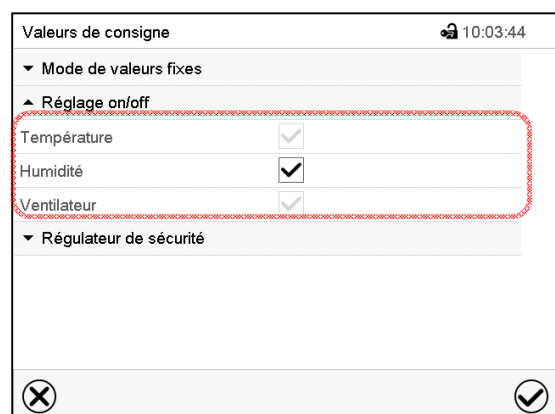 Valeurs de consigne 10:03:44
Mode de valeurs fixes
Réglage on/off
Température
Humidité
Ventilateur
Régulateur de sécurité